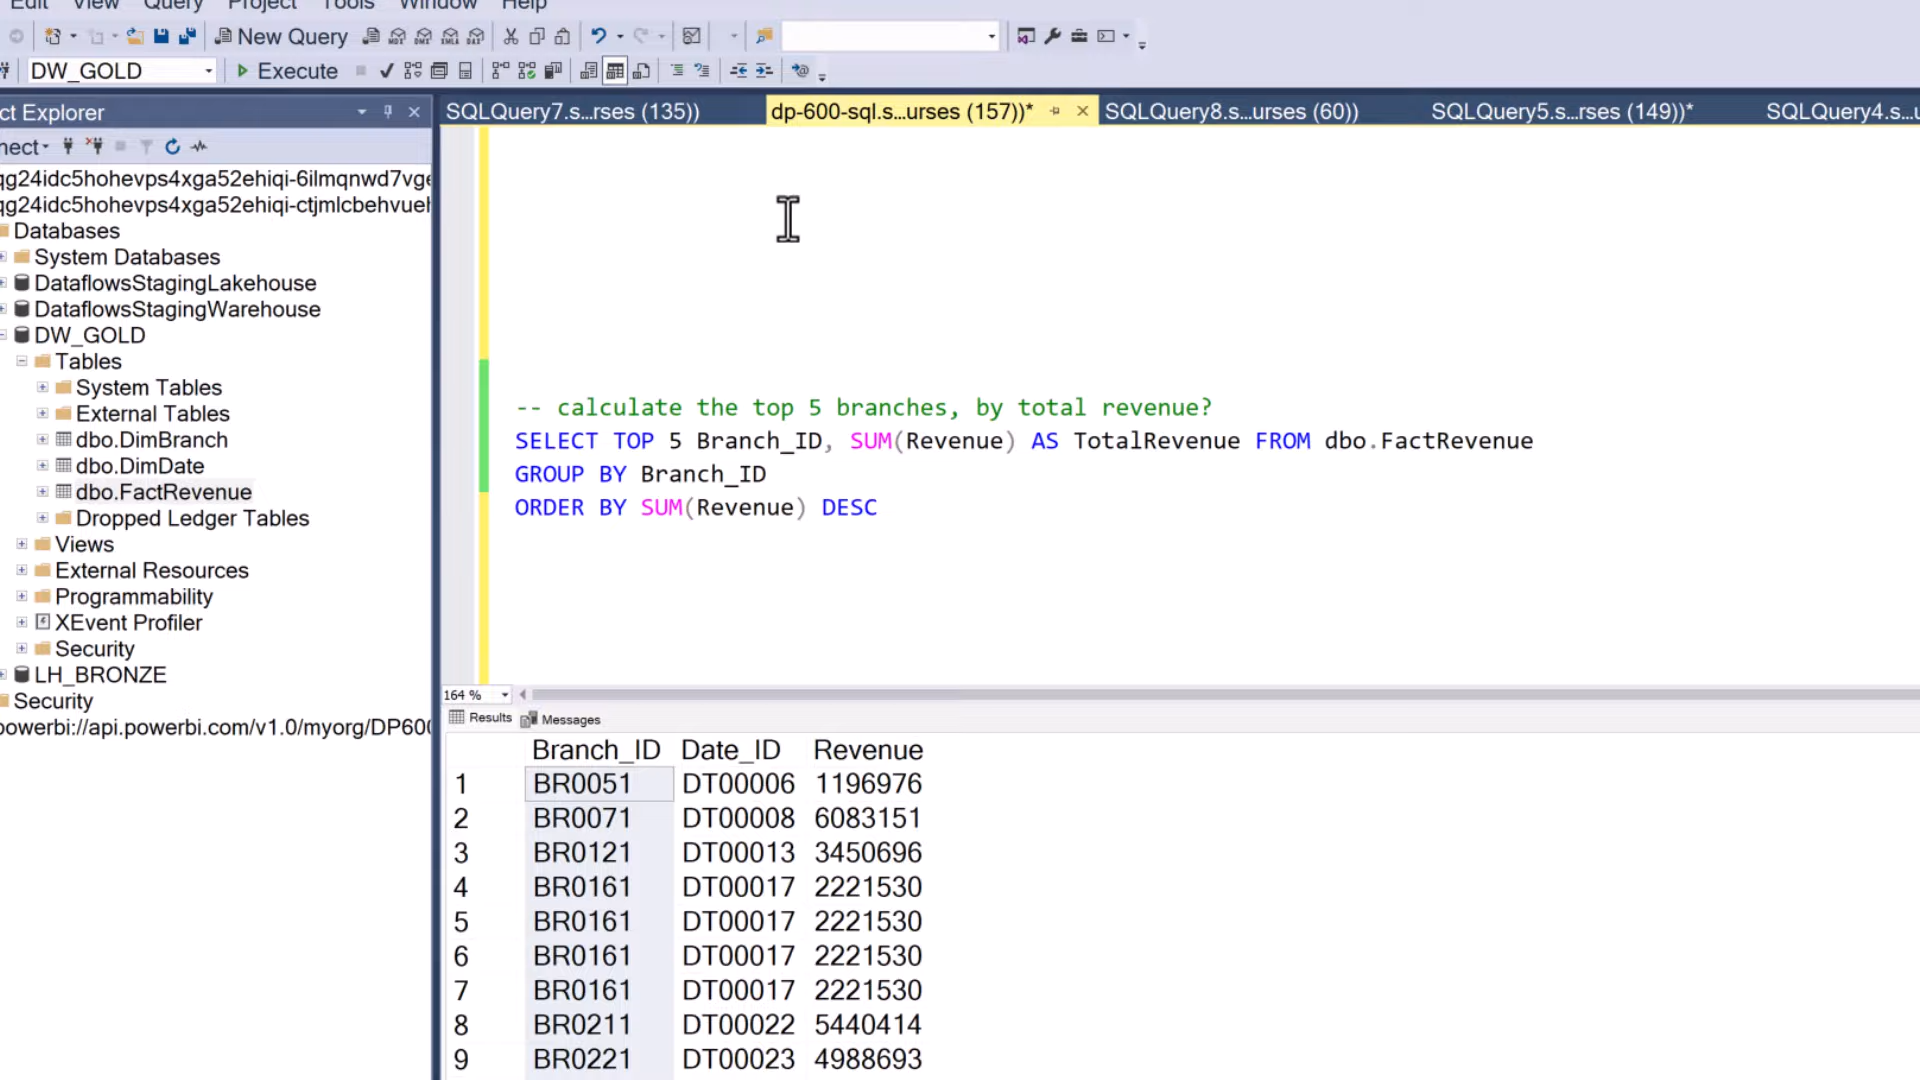 Edit View Query Project Tools Window Help
New Query
DW_GOLD Execute
ct Explorer
SQLQuery7.s...rses (135)) dp-600-sql.s...urses (157))* SQLQuery8.s...urses (60)) SQLQuery5.s...rses (149))* SQLQuery4.s...u
nect
qg24idc5hohevps4xga52ehiqi-6ilmqnwd7vge
qg24idc5hohevps4xga52ehiqi-ctjmlcbehvueh
Databases
System Databases
DataflowsStagingLakehouse
DataflowsStagingWarehouse
DW_GOLD
Tables
System Tables
External Tables
dbo.DimBranch
dbo.DimDate
dbo.FactRevenue
Dropped Ledger Tables
Views
External Resources
Programmability
XEvent Profiler
Security
LH_BRONZE
Security
powerbi://api.powerbi.com/v1.0/myorg/DP600
-- calculate the top 5 branches, by total revenue?
SELECT TOP 5 Branch_ID, SUM(Revenue) AS TotalRevenue FROM dbo.FactRevenue
GROUP BY Branch_ID
ORDER BY SUM(Revenue) DESC
164 %
Results Messages
Branch_ID Date_ID Revenue
1 BR0051 DT00006 1196976
2 BR0071 DT00008 6083151
3 BR0121 DT00013 3450696
4 BR0161 DT00017 2221530
5 BR0161 DT00017 2221530
6 BR0161 DT00017 2221530
7 BR0161 DT00017 2221530
8 BR0211 DT00022 5440414
9 BR0221 DT00023 4988693